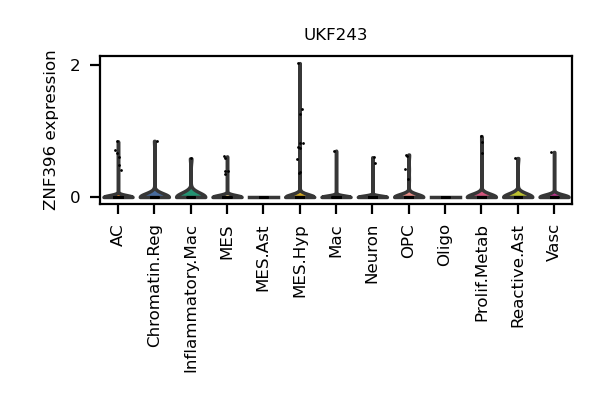 UKF243
ZNF396 expression
2
0
AC
Chromatin.Reg
Inflammatory.Mac
MES
MES.Ast
MES.Hyp
Mac
Neuron
OPC
Oligo
Prolif.Metab
Reactive.Ast
Vasc